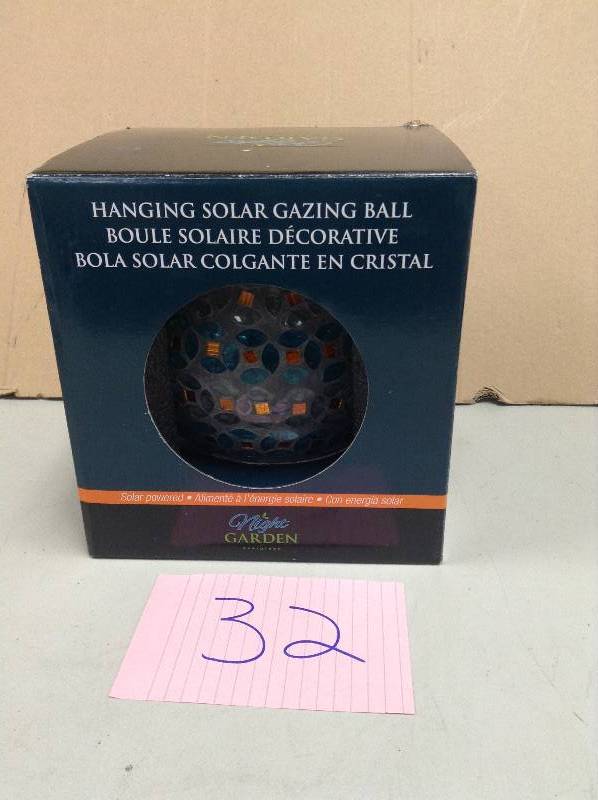 HANGING SOLAR GAZING BALL
BOULE SOLAIRE DÉCORATIVE
BOLA SOLAR COLGANTE EN CRISTAL
Solar powered • Alimenté à l'énergie solaire • Con energía solar
Night
GARDEN
32